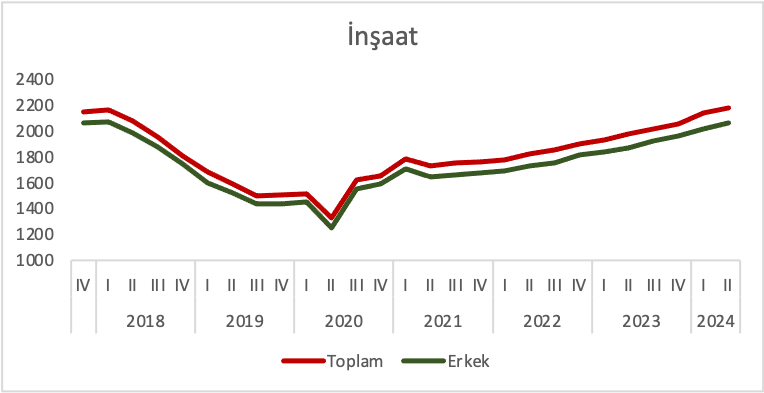 İnşaat
2400
2200
2000
1800
1600
1400
1200
1000
IV I II III IV I II III IV I II III IV I II III IV I II III IV I II III IV I II
2018 2019 2020 2021 2022 2023 2024
Toplam Erkek